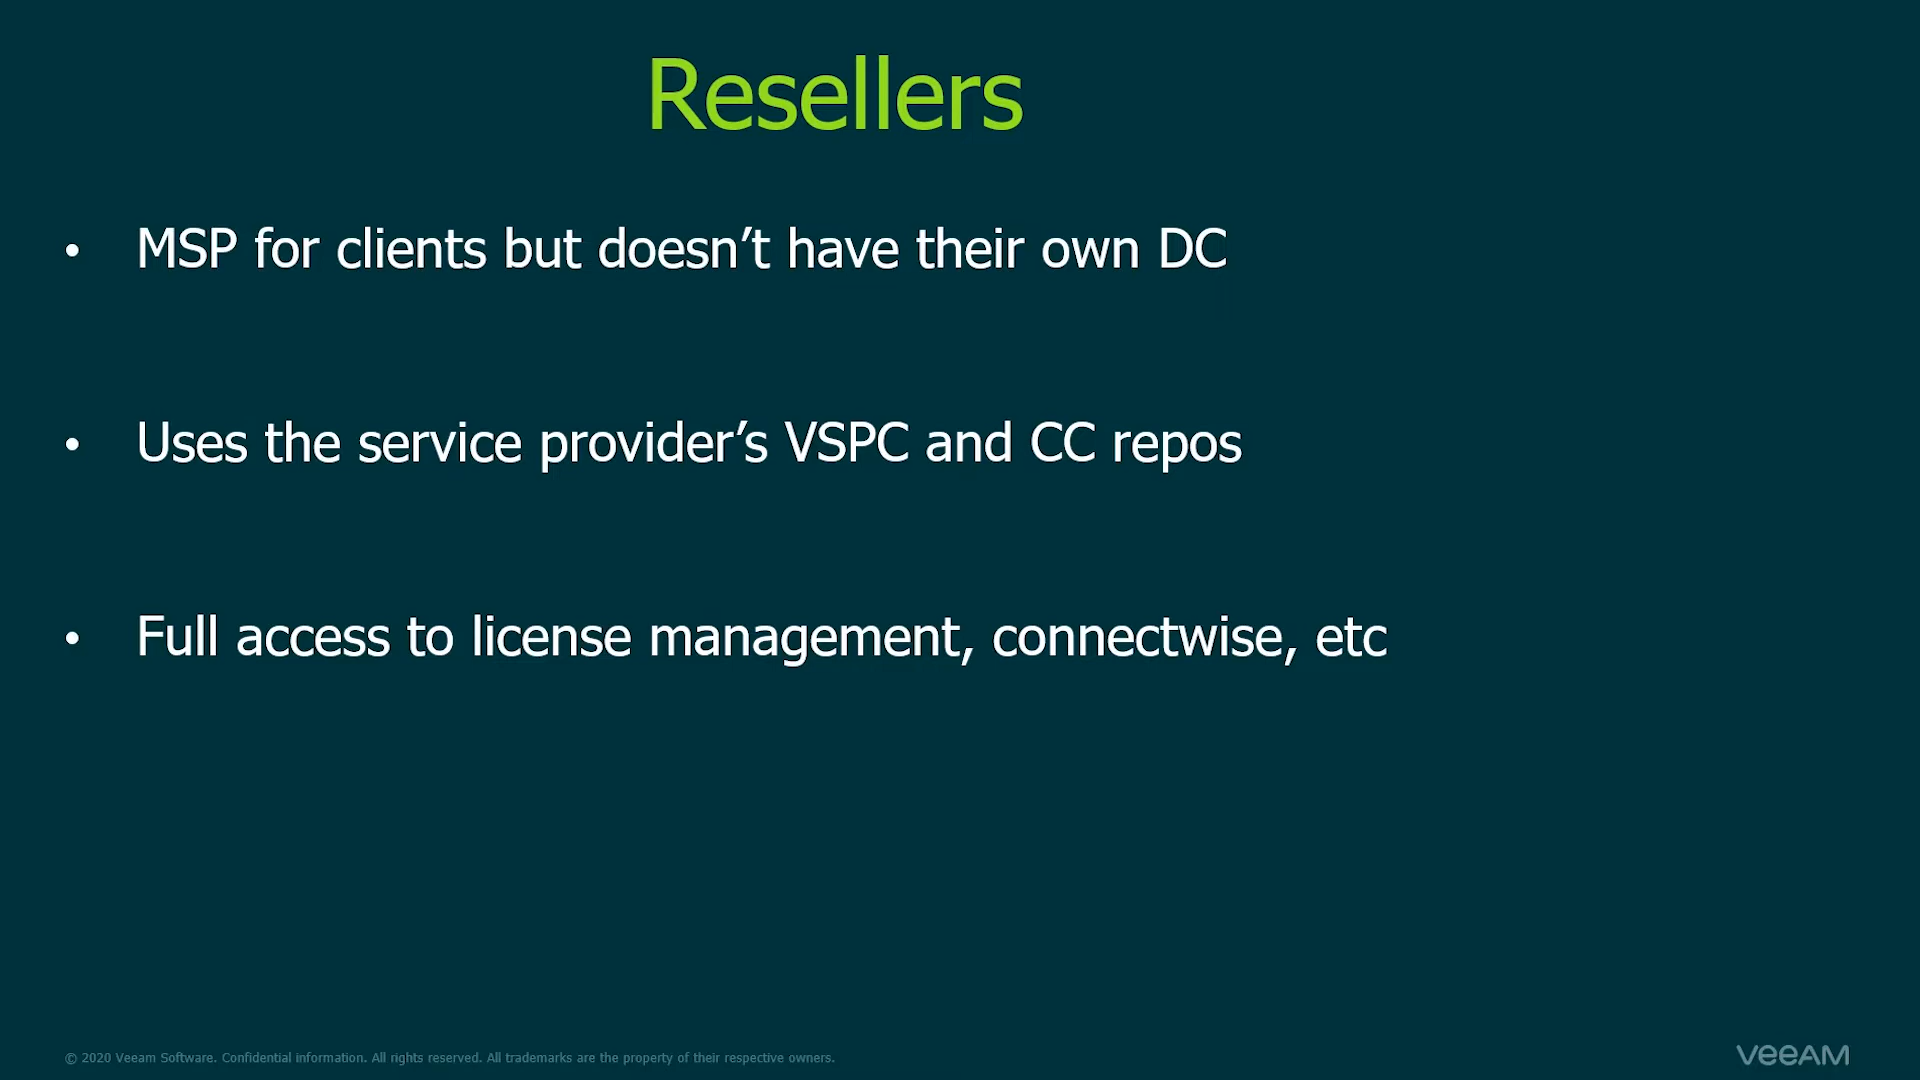 Resellers
• MSP for clients but doesn’t have their own DC
• Uses the service provider’s VSPC and CC repos
• Full access to license management, connectwise, etc
© 2020 Veeam Software. Confidential information. All rights reserved. All trademarks are the property of their respective owners.
VEEAM